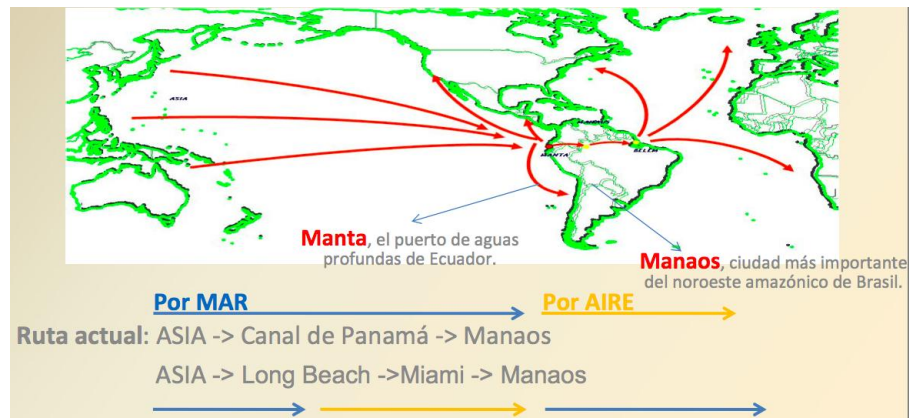 ASIA
MANTA
BELEM
Manta, el puerto de aguas
profundas de Ecuador.
Manaos, ciudad más importante
del noroeste amazónico de Brasil.
Por MAR
Por AIRE
Ruta actual: ASIA -> Canal de Panamá -> Manaos
ASIA -> Long Beach ->Miami -> Manaos